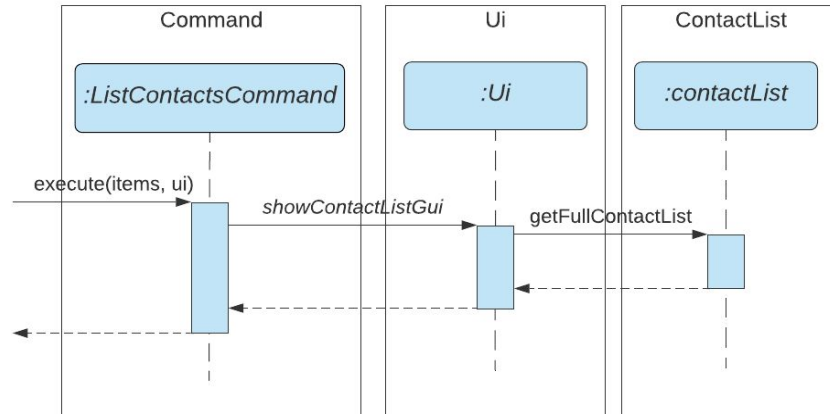 Command
Ui
ContactList
:ListContactsCommand
:Ui
:contactList
execute(items, ui)
showContactListGui
getFullContactList